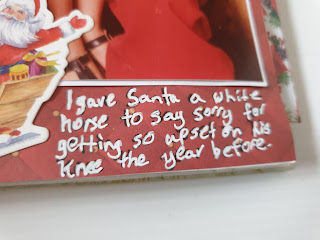 I gave Santa a white
horse to say sorry for
getting so upset on his
knee the year before.